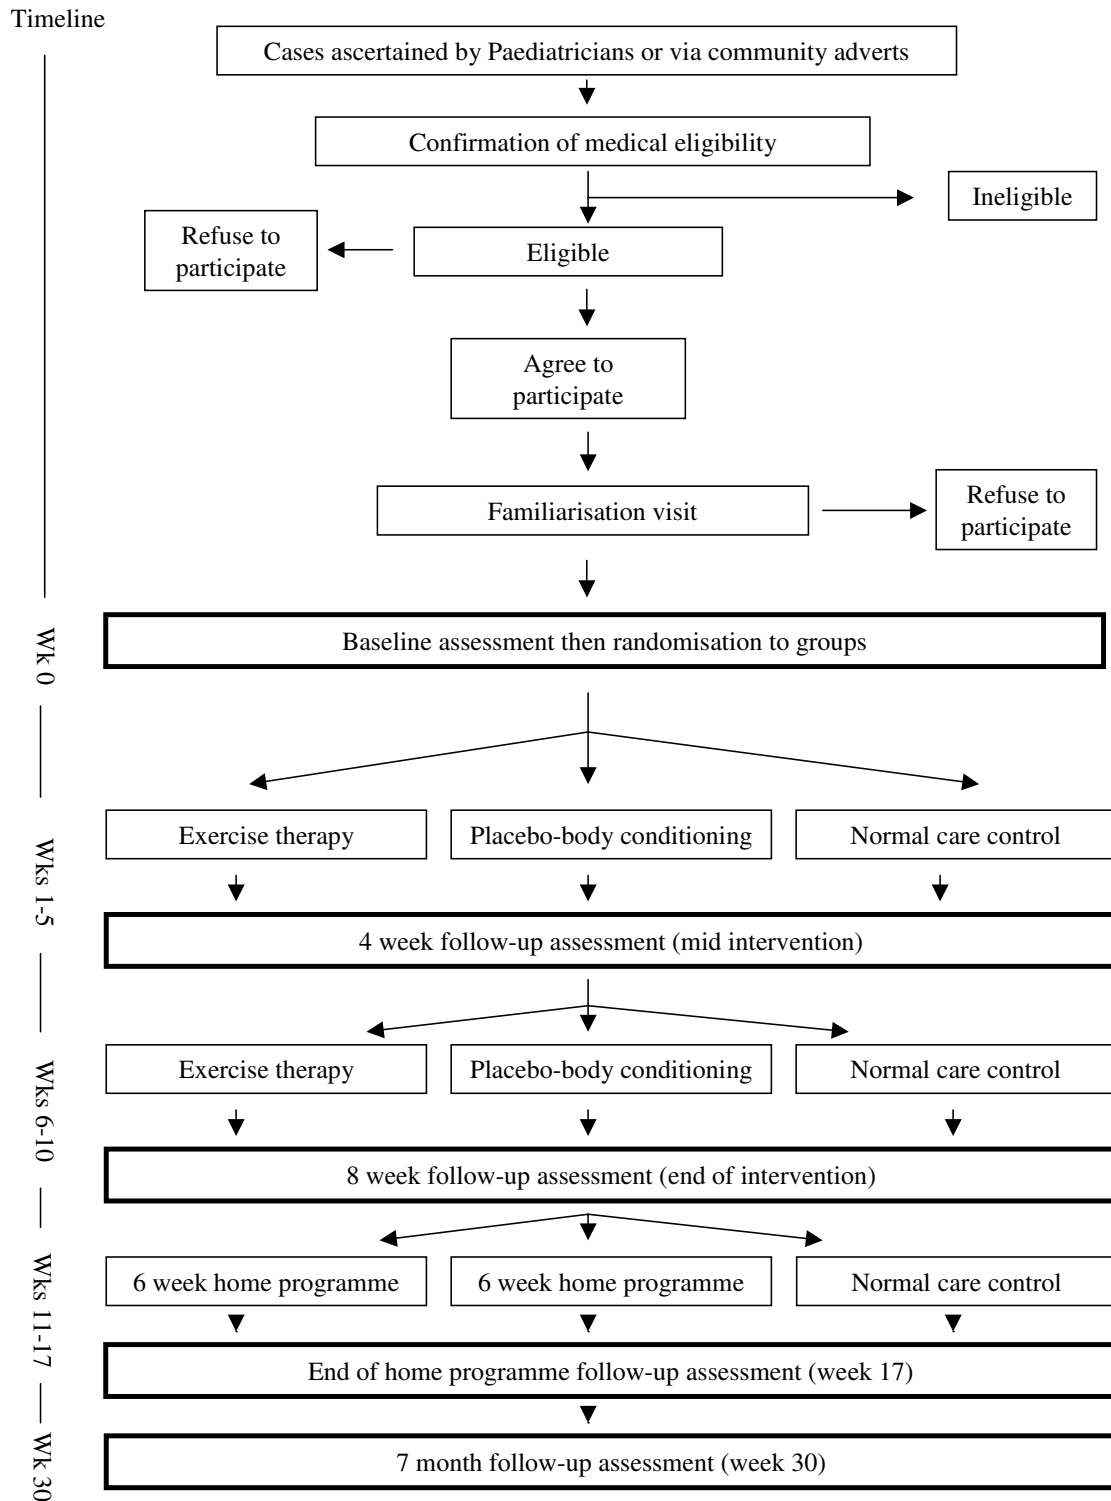 Timeline
Cases ascertained by Paediatricians or via community adverts
Confirmation of medical eligibility
Ineligible
Refuse to
participate
Eligible
Agree to
participate
Familiarisation visit
Refuse to
participate
Wk 0
Baseline assessment then randomisation to groups
Wks 1-5
Exercise therapy
Placebo-body conditioning
Normal care control
4 week follow-up assessment (mid intervention)
Wks 6-10
Exercise therapy
Placebo-body conditioning
Normal care control
8 week follow-up assessment (end of intervention)
Wks 11-17
6 week home programme
6 week home programme
Normal care control
End of home programme follow-up assessment (week 17)
Wk 30
7 month follow-up assessment (week 30)